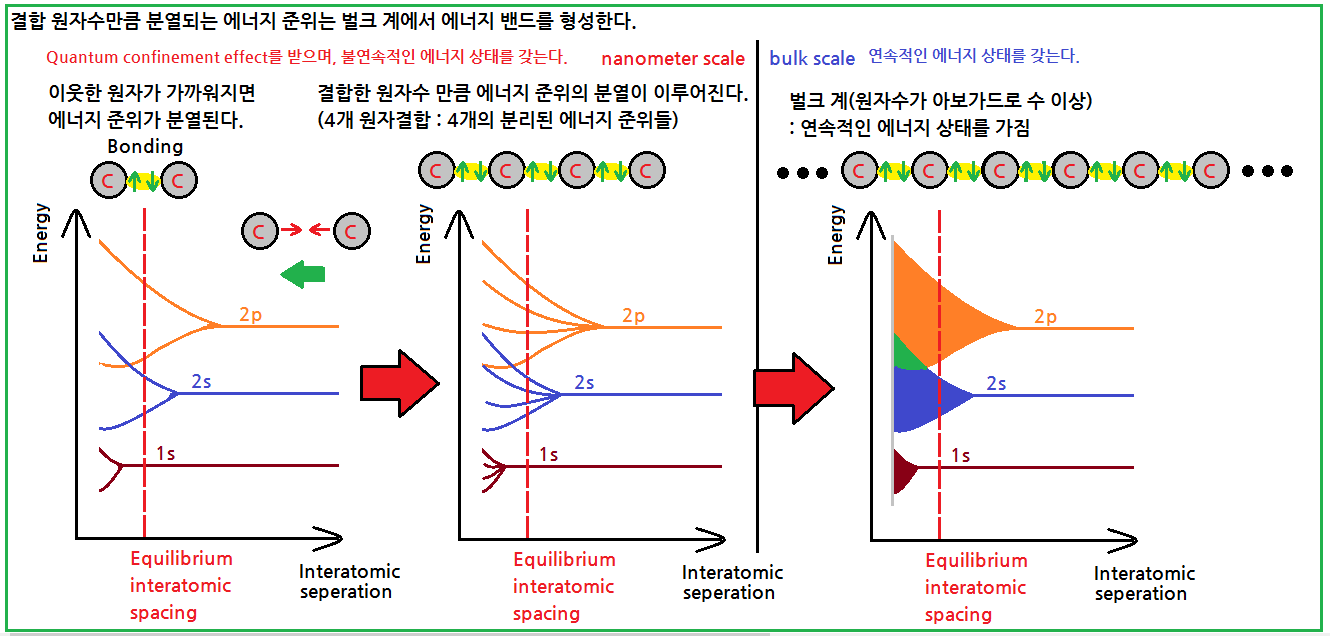 결합 원자수만큼 분열되는 에너지 준위는 벌크 계에서 에너지 밴드를 형성한다.
Quantum confinement effect를 받으며, 불연속적인 에너지 상태를 갖는다.
nanometer scale
bulk scale
연속적인 에너지 상태를 갖는다.
이웃한 원자가 가까워지면
에너지 준위가 분열된다.
Bonding
C C
C C
Energy
2p
2s
1s
Equilibrium
interatomic
spacing
Interatomic
seperation
결합한 원자수 만큼 에너지 준위의 분열이 이루어진다.
(4개 원자결합 : 4개의 분리된 에너지 준위들)
C C C C
Energy
2p
2s
1s
Equilibrium
interatomic
spacing
Interatomic
seperation
벌크 계(원자수가 아보가드로 수 이상)
: 연속적인 에너지 상태를 가짐
C C C C C C
Energy
2p
2s
1s
Equilibrium
interatomic
spacing
Interatomic
seperation